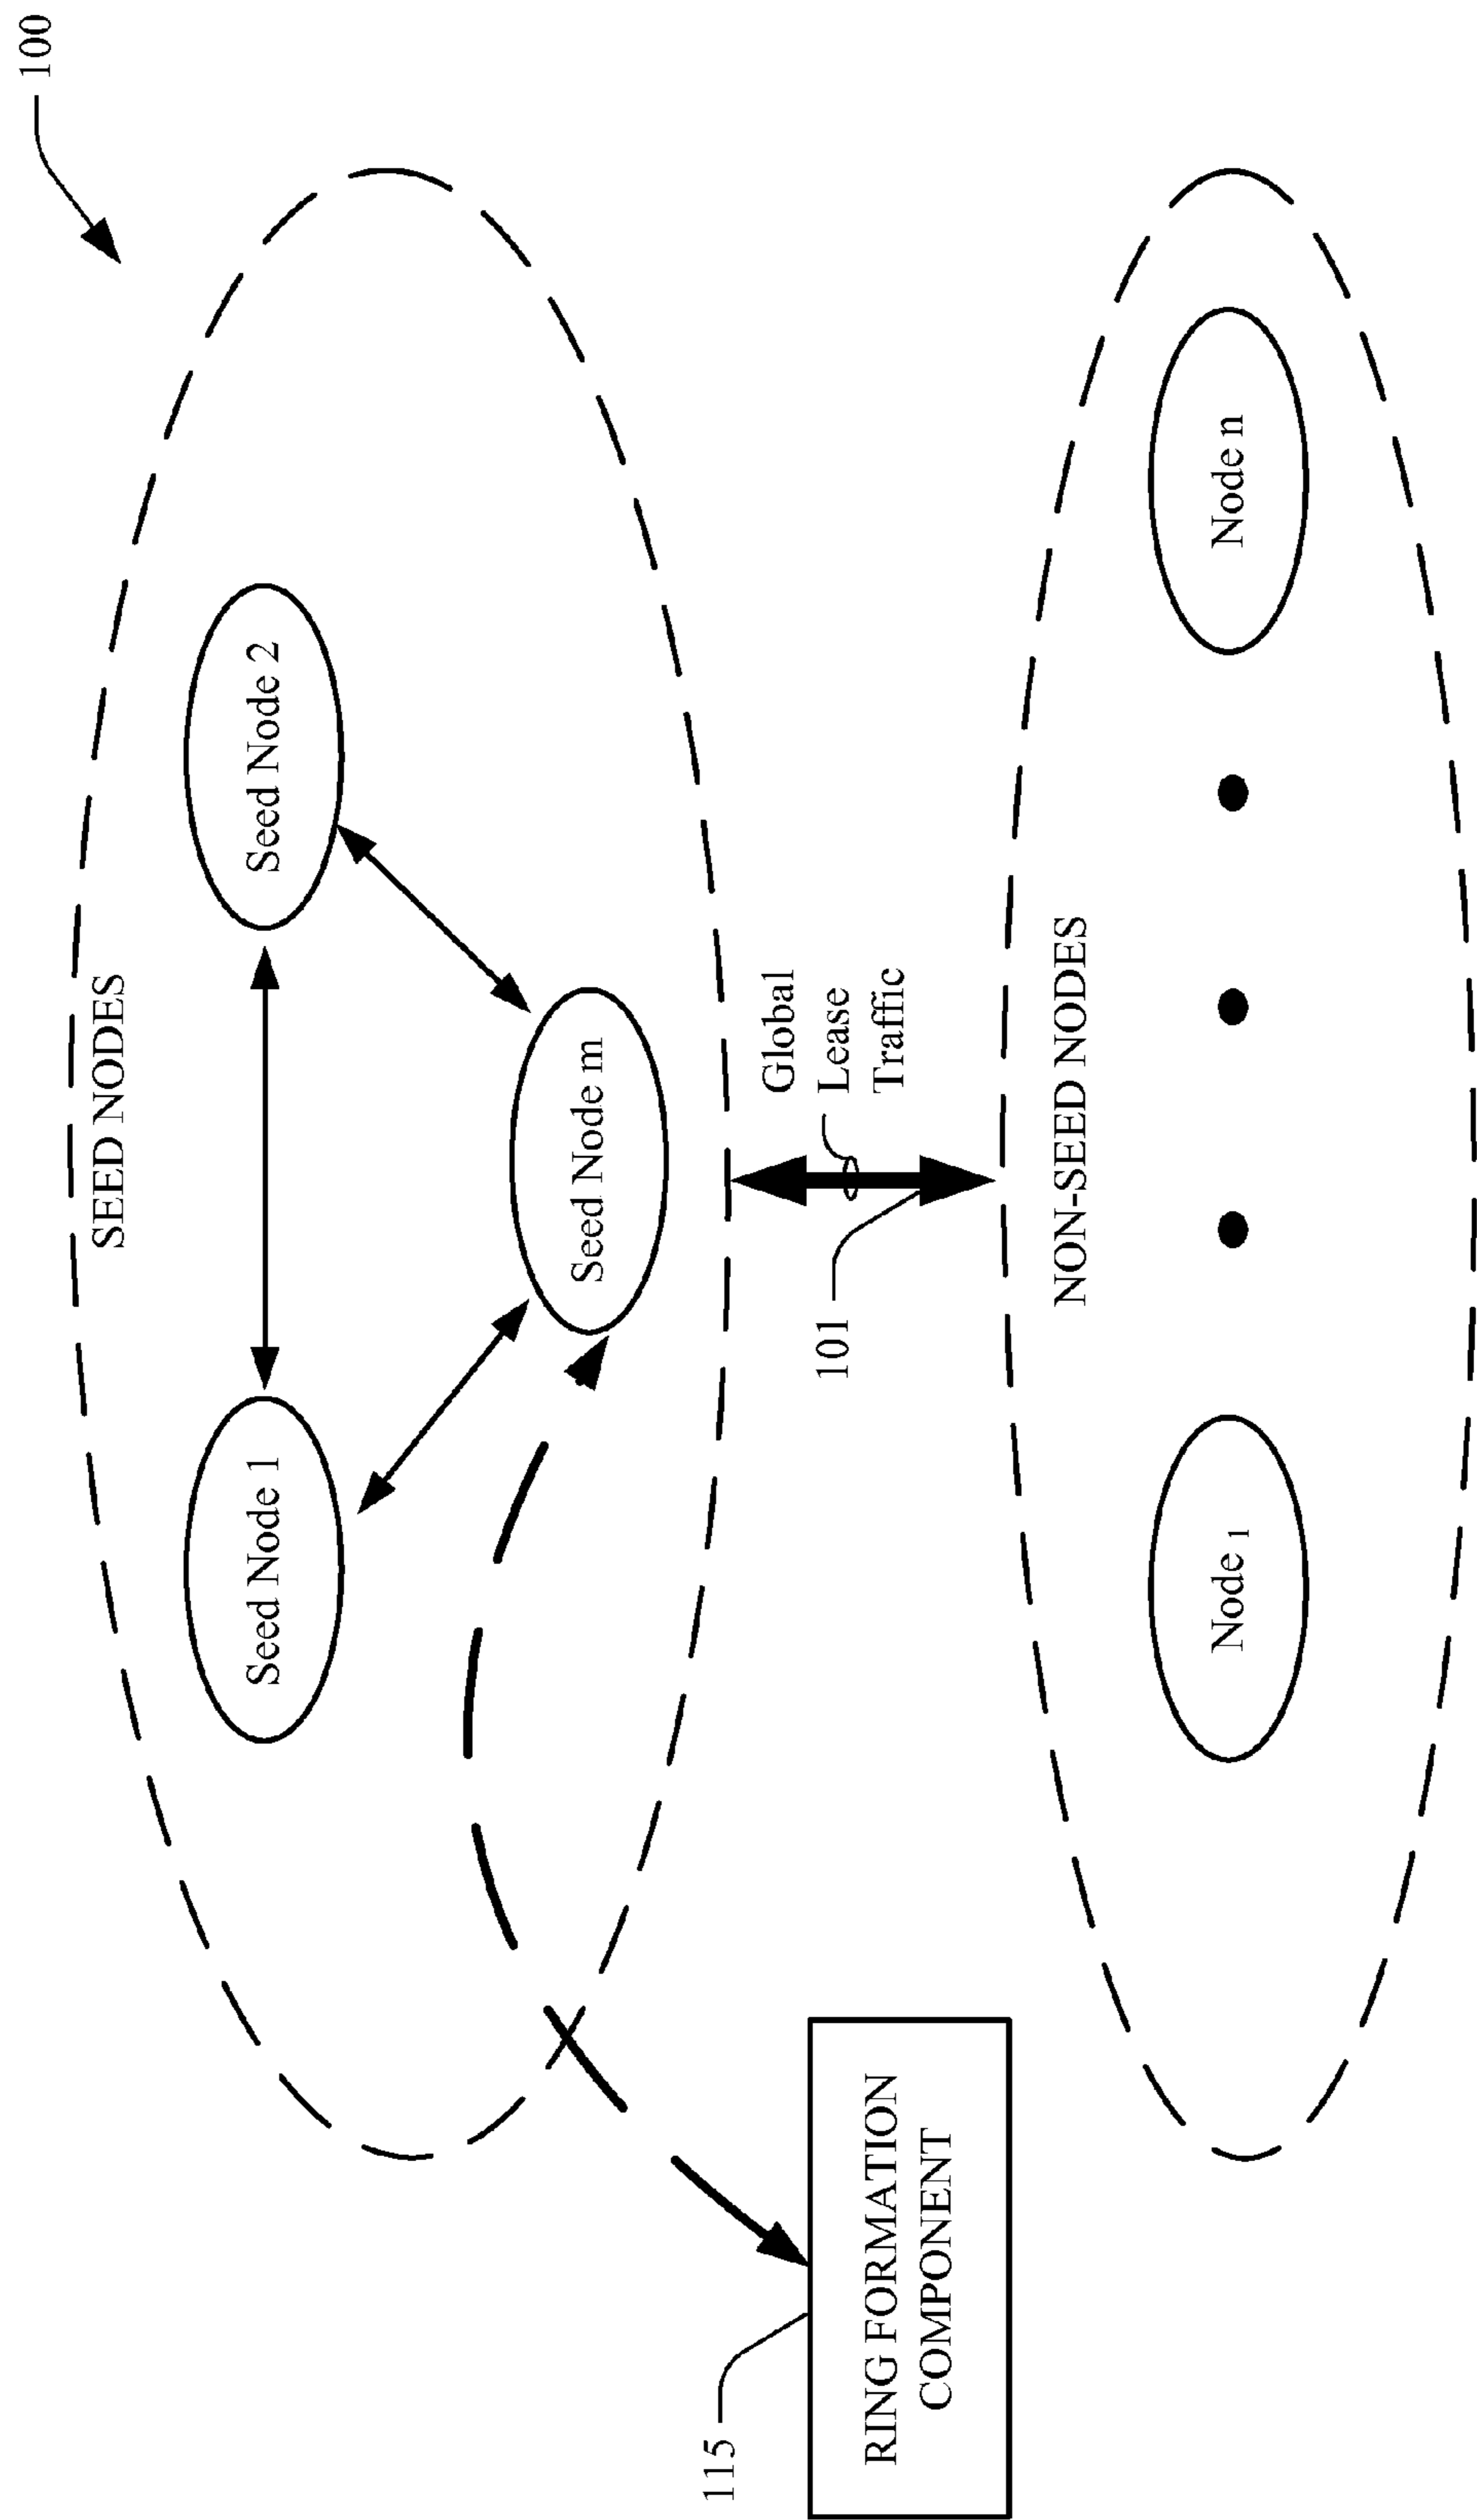 100
SEED NODES
Seed Node 1
Seed Node 2
Seed Node m
Global
Lease
Traffic
101
115
RING FORMATION
COMPONENT
NON-SEED NODES
Node 1
Node n